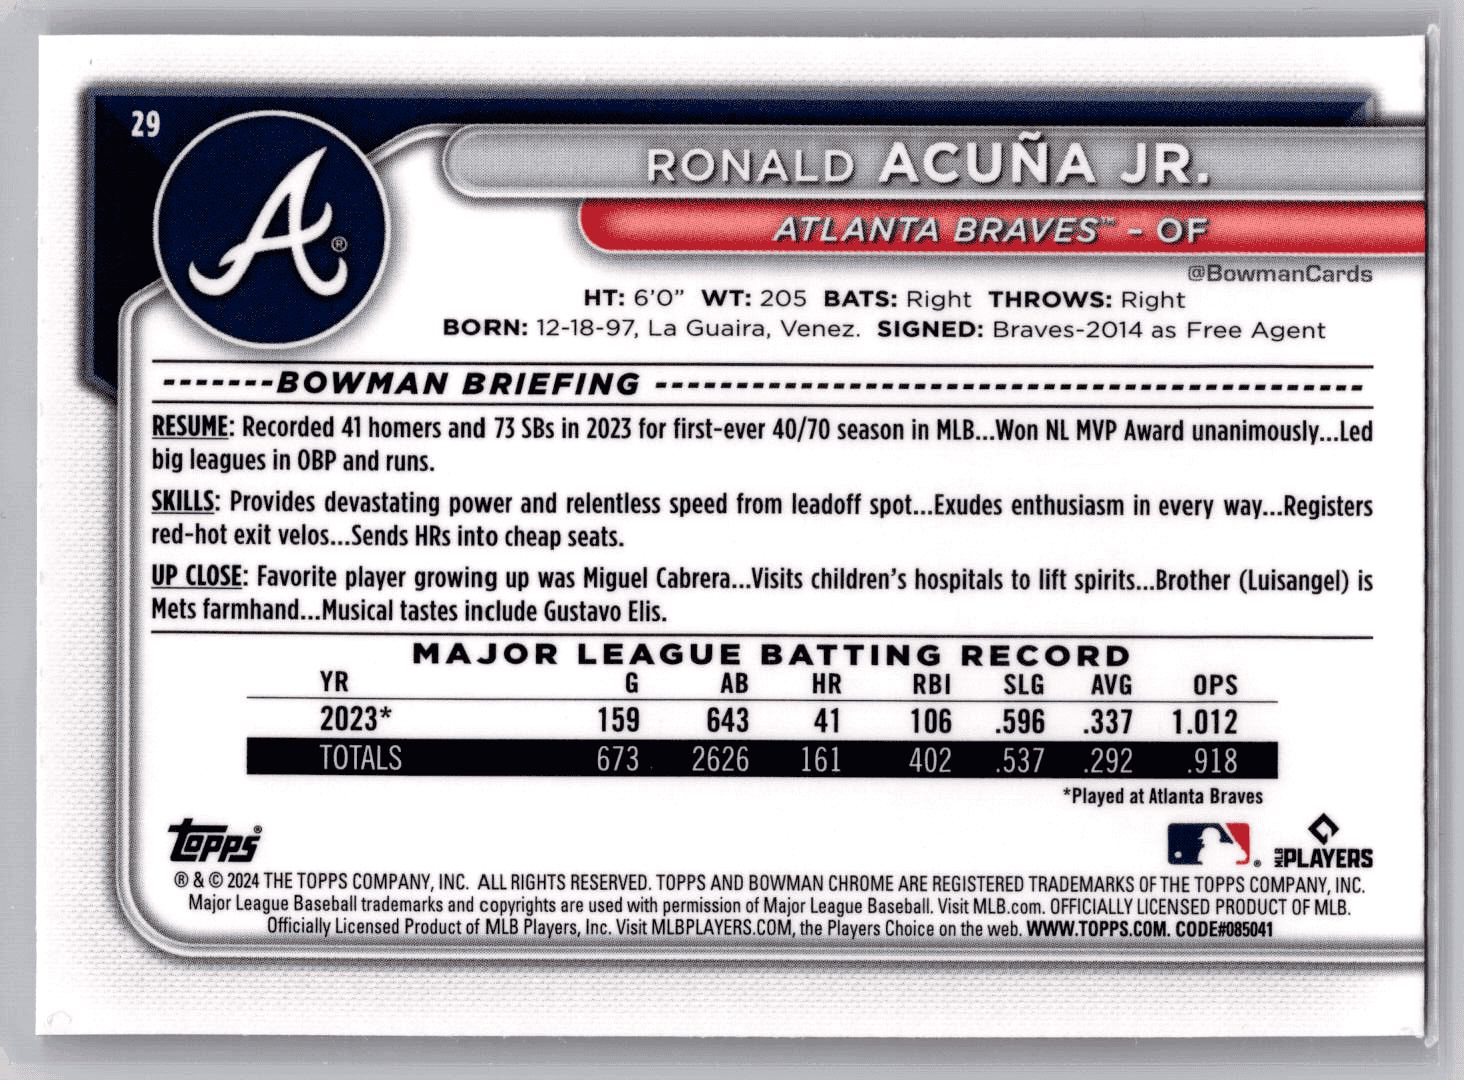 29
A ®
RONALD ACUÑA JR.
ATLANTA BRAVES™ - OF
@BowmanCards
HT: 6'0" WT: 205 BATS: Right THROWS: Right
BORN: 12-18-97, La Guaira, Venez. SIGNED: Braves-2014 as Free Agent
-------BOWMAN BRIEFING -------------------------------------------
RESUME: Recorded 41 homers and 73 SBs in 2023 for first-ever 40/70 season in MLB...Won NL MVP Award unanimously...Led
big leagues in OBP and runs.
SKILLS: Provides devastating power and relentless speed from leadoff spot...Exudes enthusiasm in every way...Registers
red-hot exit velos...Sends HRs into cheap seats.
UP CLOSE: Favorite player growing up was Miguel Cabrera...Visits children's hospitals to lift spirits...Brother (Luisangel) is
Mets farmhand...Musical tastes include Gustavo Elis.
MAJOR LEAGUE BATTING RECORD
YR G AB HR RBI SLG AVG OPS
2023* 159 643 41 106 .596 .337 1.012
TOTALS 673 2626 161 402 .537 .292 .918
*Played at Atlanta Braves
topps®
® MLB PLAYERS
® & © 2024 THE TOPPS COMPANY, INC. ALL RIGHTS RESERVED. TOPPS AND BOWMAN CHROME ARE REGISTERED TRADEMARKS OF THE TOPPS COMPANY, INC.
Major League Baseball trademarks and copyrights are used with permission of Major League Baseball. Visit MLB.com. OFFICIALLY LICENSED PRODUCT OF MLB.
Officially Licensed Product of MLB Players, Inc. Visit MLBPLAYERS.COM, the Players Choice on the web. WWW.TOPPS.COM. CODE#085041